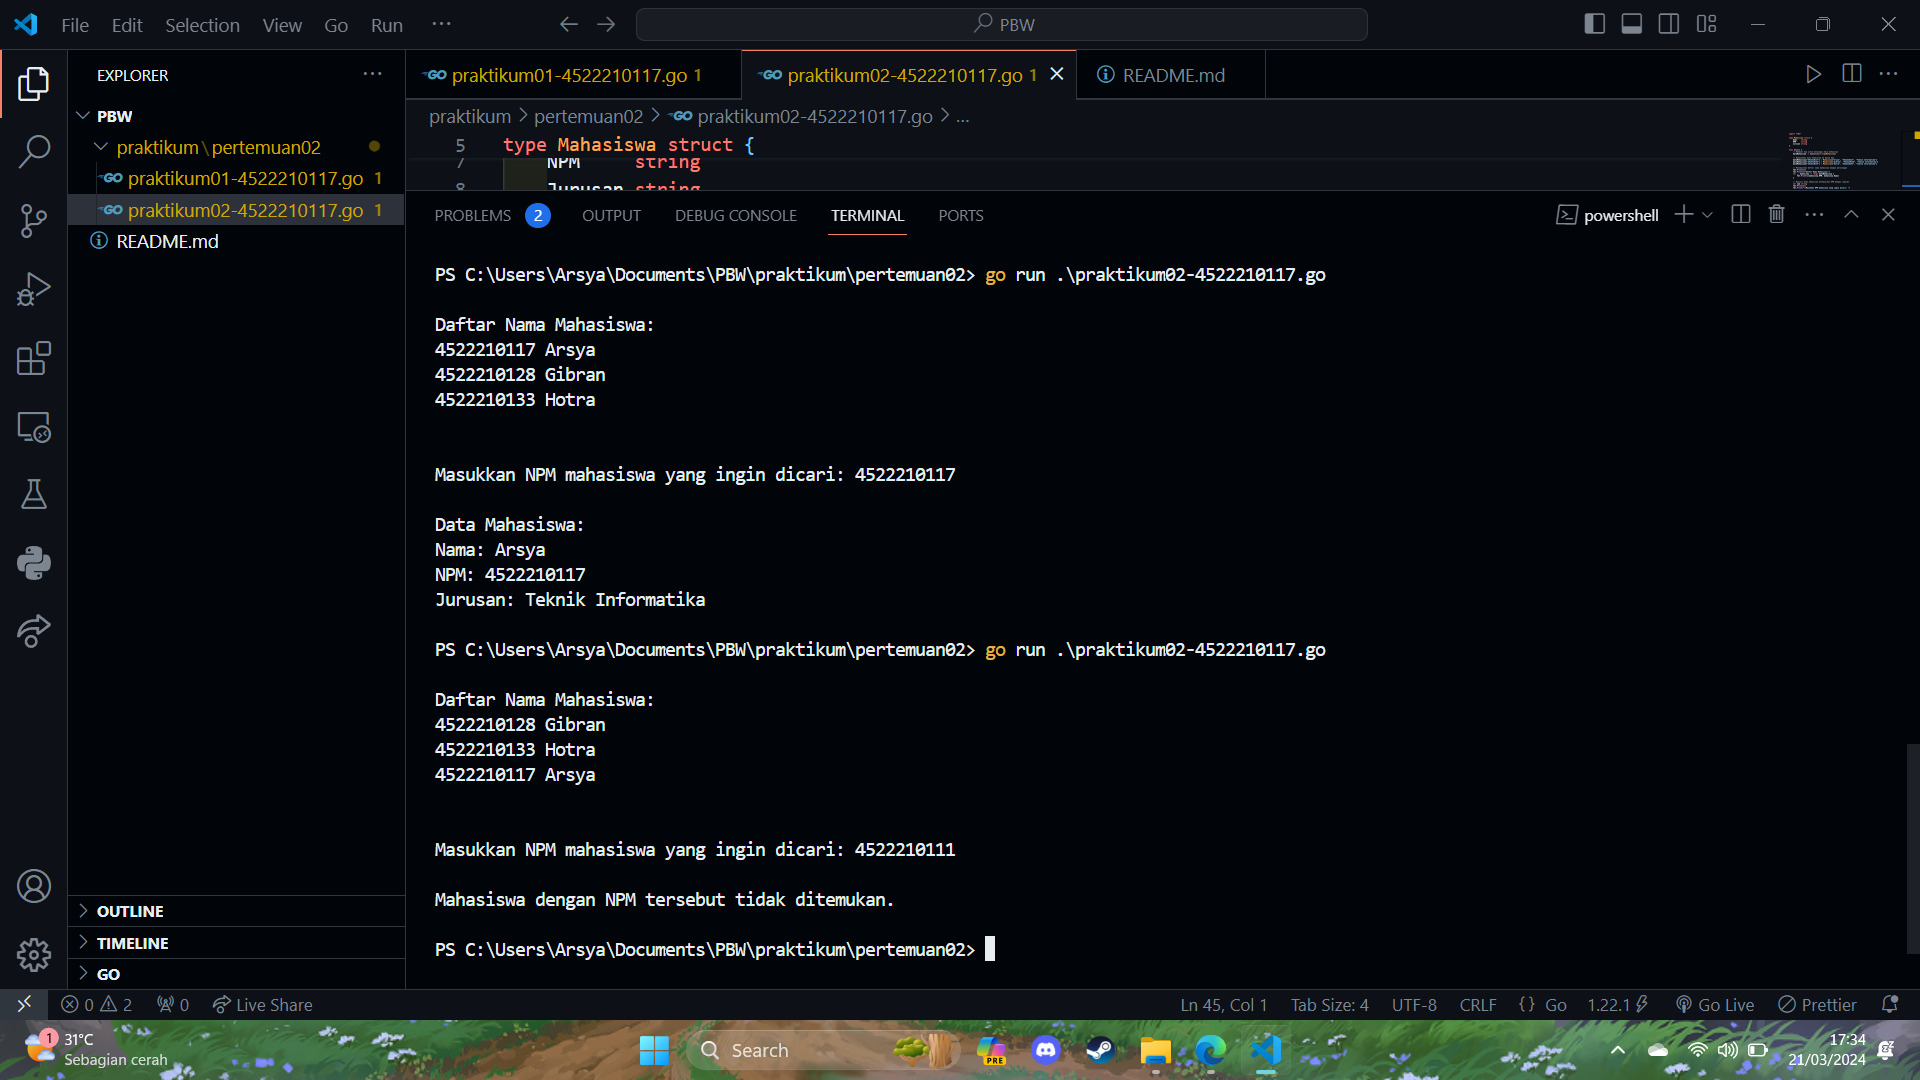 File Edit Selection View Go Run ··· PBW
EXPLORER ···
PBW
praktikum\pertemuan02
praktikum01-4522210117.go 1
praktikum02-4522210117.go 1
README.md
OUTLINE
TIMELINE
GO
praktikum01-4522210117.go 1 praktikum02-4522210117.go 1 README.md
praktikum > pertemuan02 > praktikum02-4522210117.go > ...
5 type Mahasiswa struct {
7 NPM string
8 Jurusan string
PROBLEMS 2 OUTPUT DEBUG CONSOLE TERMINAL PORTS powershell
PS C:\Users\Arsya\Documents\PBW\praktikum\pertemuan02> go run .\praktikum02-4522210117.go
Daftar Nama Mahasiswa:
4522210117 Arsya
4522210128 Gibran
4522210133 Hotra
Masukkan NPM mahasiswa yang ingin dicari: 4522210117
Data Mahasiswa:
Nama: Arsya
NPM: 4522210117
Jurusan: Teknik Informatika
PS C:\Users\Arsya\Documents\PBW\praktikum\pertemuan02> go run .\praktikum02-4522210117.go
Daftar Nama Mahasiswa:
4522210128 Gibran
4522210133 Hotra
4522210117 Arsya
Masukkan NPM mahasiswa yang ingin dicari: 4522210111
Mahasiswa dengan NPM tersebut tidak ditemukan.
PS C:\Users\Arsya\Documents\PBW\praktikum\pertemuan02>
0 2 0 Live Share Ln 45, Col 1 Tab Size: 4 UTF-8 CRLF {} Go 1.22.1 Go Live Prettier
1 31°C
Sebagian cerah
Search
PRE
17:34
21/03/2024